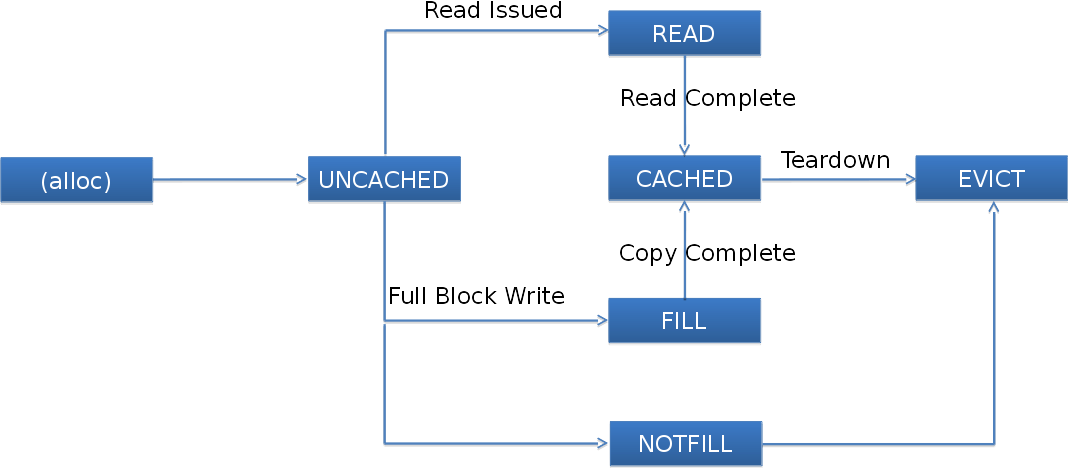 Read Issued
READ
Read Complete
(alloc)
UNCACHED
CACHED
Teardown
EVICT
Copy Complete
Full Block Write
FILL
NOTFILL